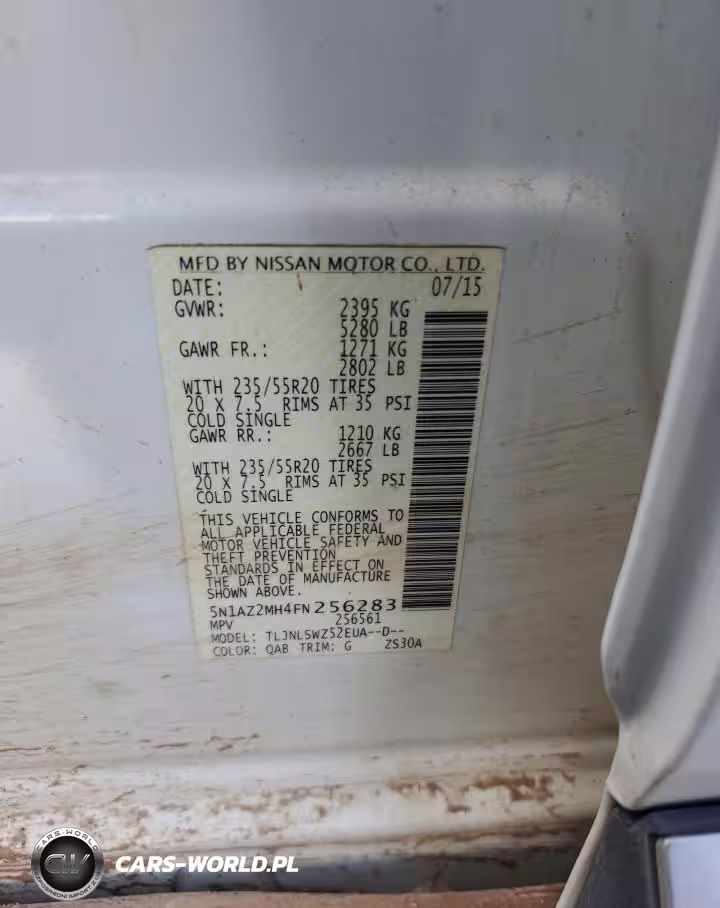 MFD BY NISSAN MOTOR CO., LTD.
DATE: 07/15
GVWR: 2395 KG
5280 LB
GAWR FR.: 1271 KG
2802 LB
WITH 235/55R20 TIRES
20 X 7.5 RIMS AT 35 PSI
COLD SINGLE
GAWR RR.: 1210 KG
2667 LB
WITH 235/55R20 TIRES
20 X 7.5 RIMS AT 35 PSI
COLD SINGLE
THIS VEHICLE CONFORMS TO
ALL APPLICABLE FEDERAL
MOTOR VEHICLE SAFETY AND
THEFT PREVENTION
STANDARDS IN EFFECT ON
THE DATE OF MANUFACTURE
SHOWN ABOVE.
5N1AZ2MH4FN256283
MPV 256561
MODEL: TLJNLSWZ52EUA--D--
COLOR: QAB TRIM: G ZS30A
CARS-WORLD
CW
CARS-WORLD.PL